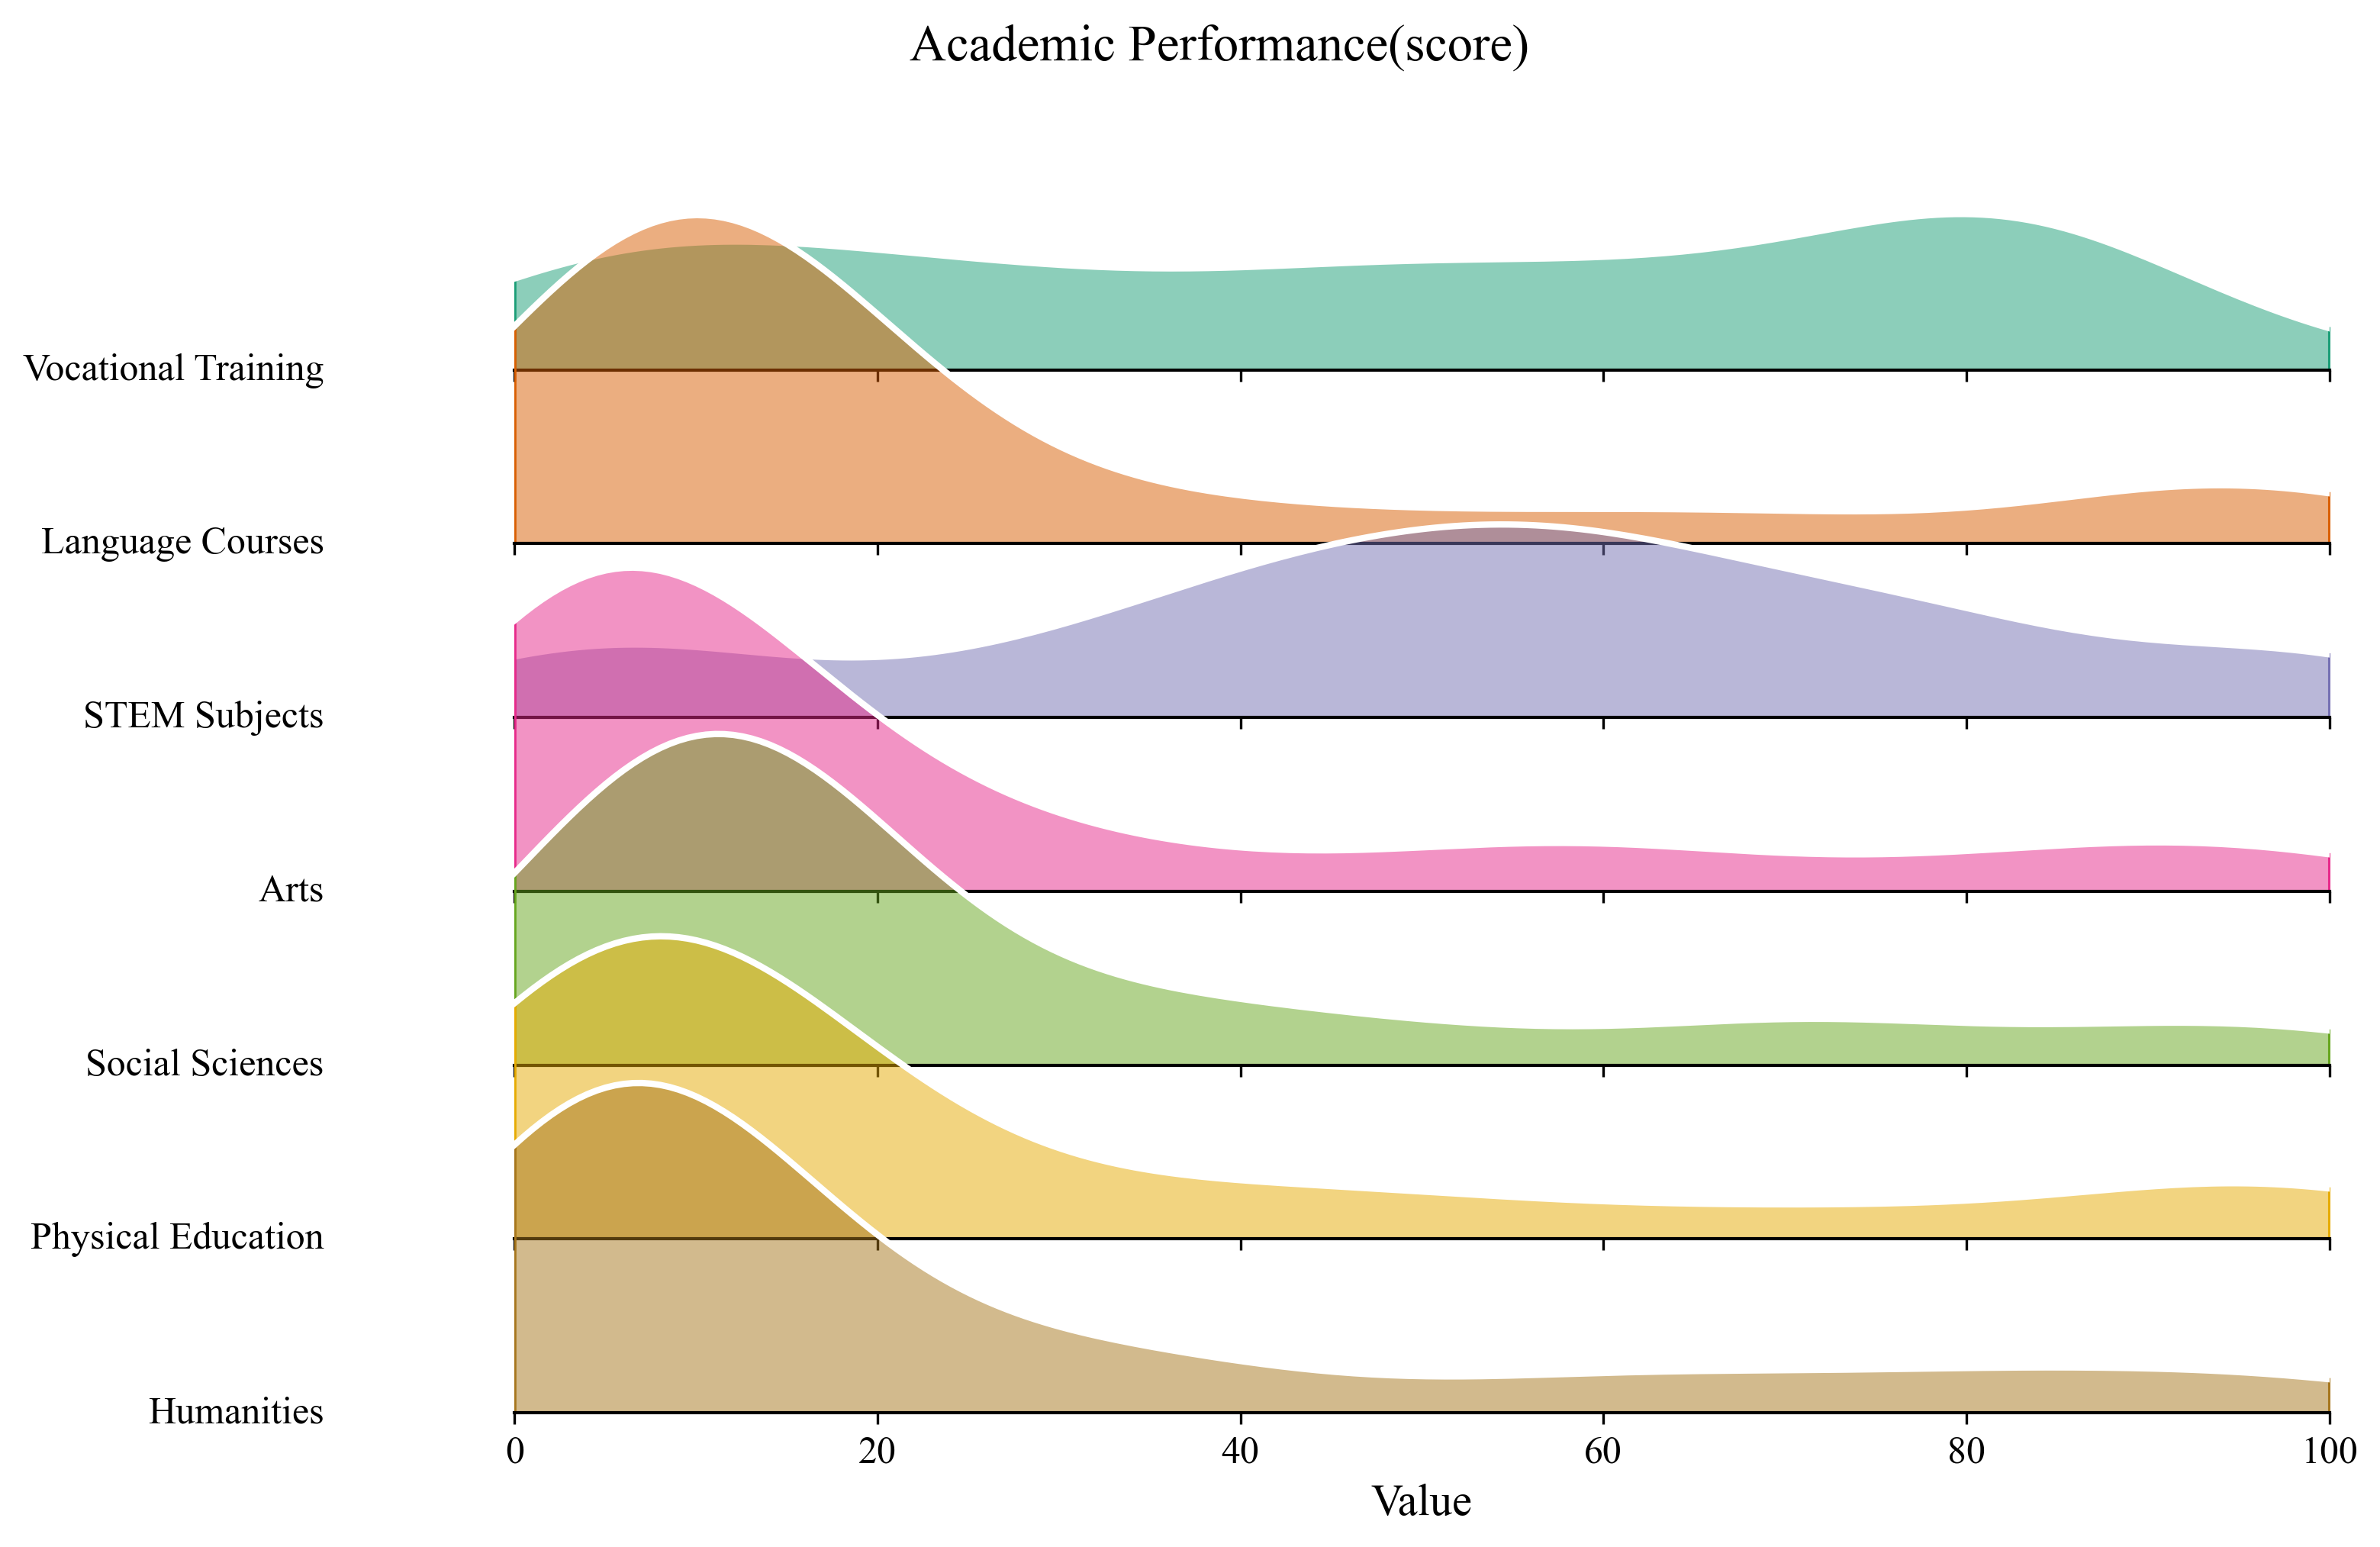 Academic Performance(score)
Vocational Training
Language Courses
STEM Subjects
Arts
Social Sciences
Physical Education
Humanities
0 20 40 60 80 100
Value